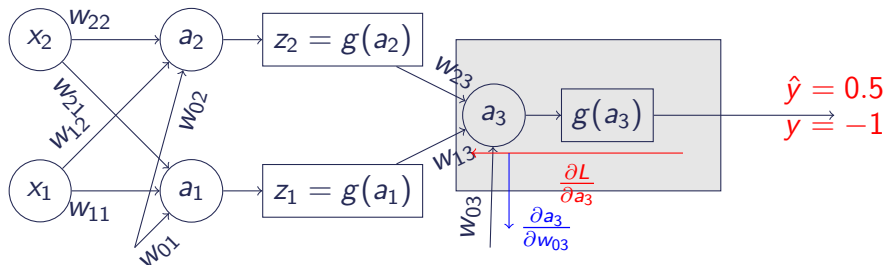 x₂ w₂₂ a₂ z₂ = g(a₂)
w₂₁ w₁₂ w₀₂
w₂₃ a₃ g(a₃) ŷ = 0.5
y = −1
w₁₃
x₁ w₁₁ a₁ z₁ = g(a₁)
w₀₁ w₀₃
∂L/∂a₃
∂a₃/∂w₀₃